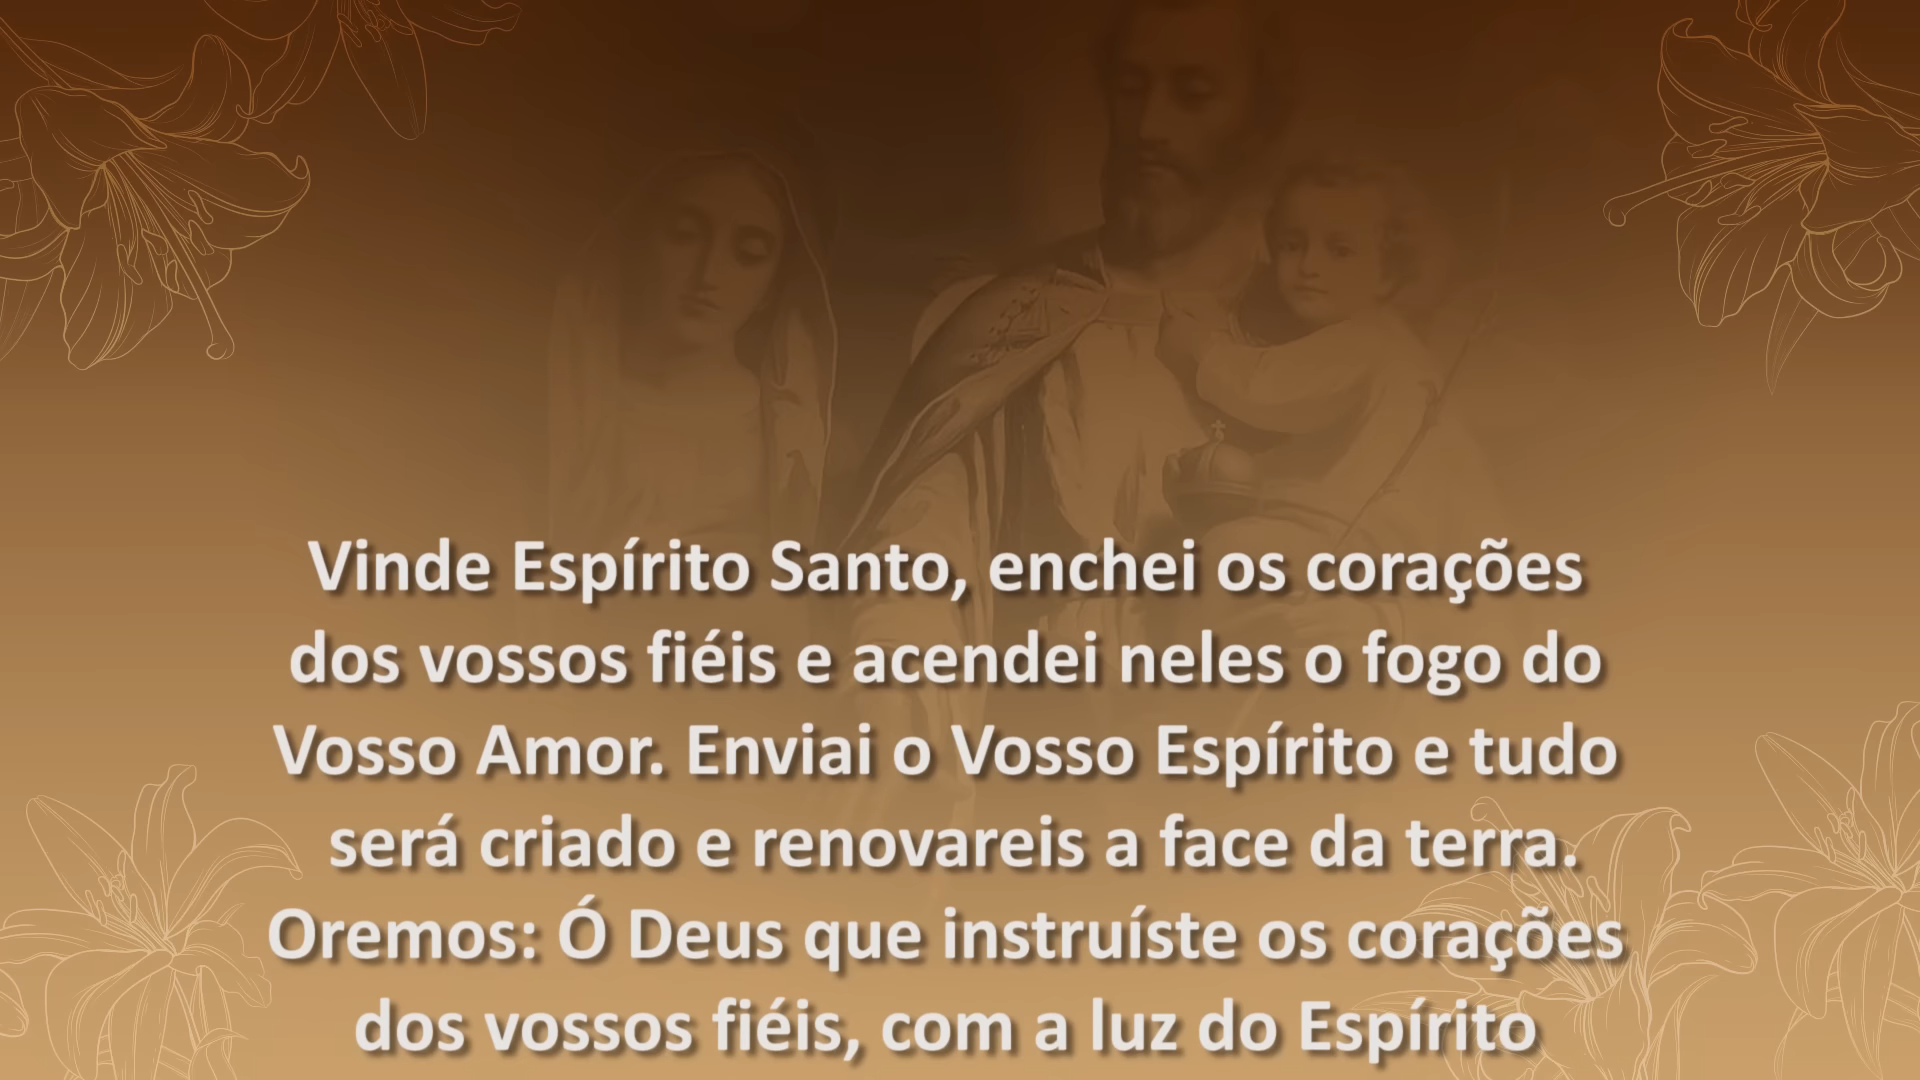 Vinde Espírito Santo, enchei os corações
dos vossos fiéis e acendei neles o fogo do
Vosso Amor. Enviai o Vosso Espírito e tudo
será criado e renovareis a face da terra.
Oremos: Ó Deus que instruíste os corações
dos vossos fiéis, com a luz do Espírito